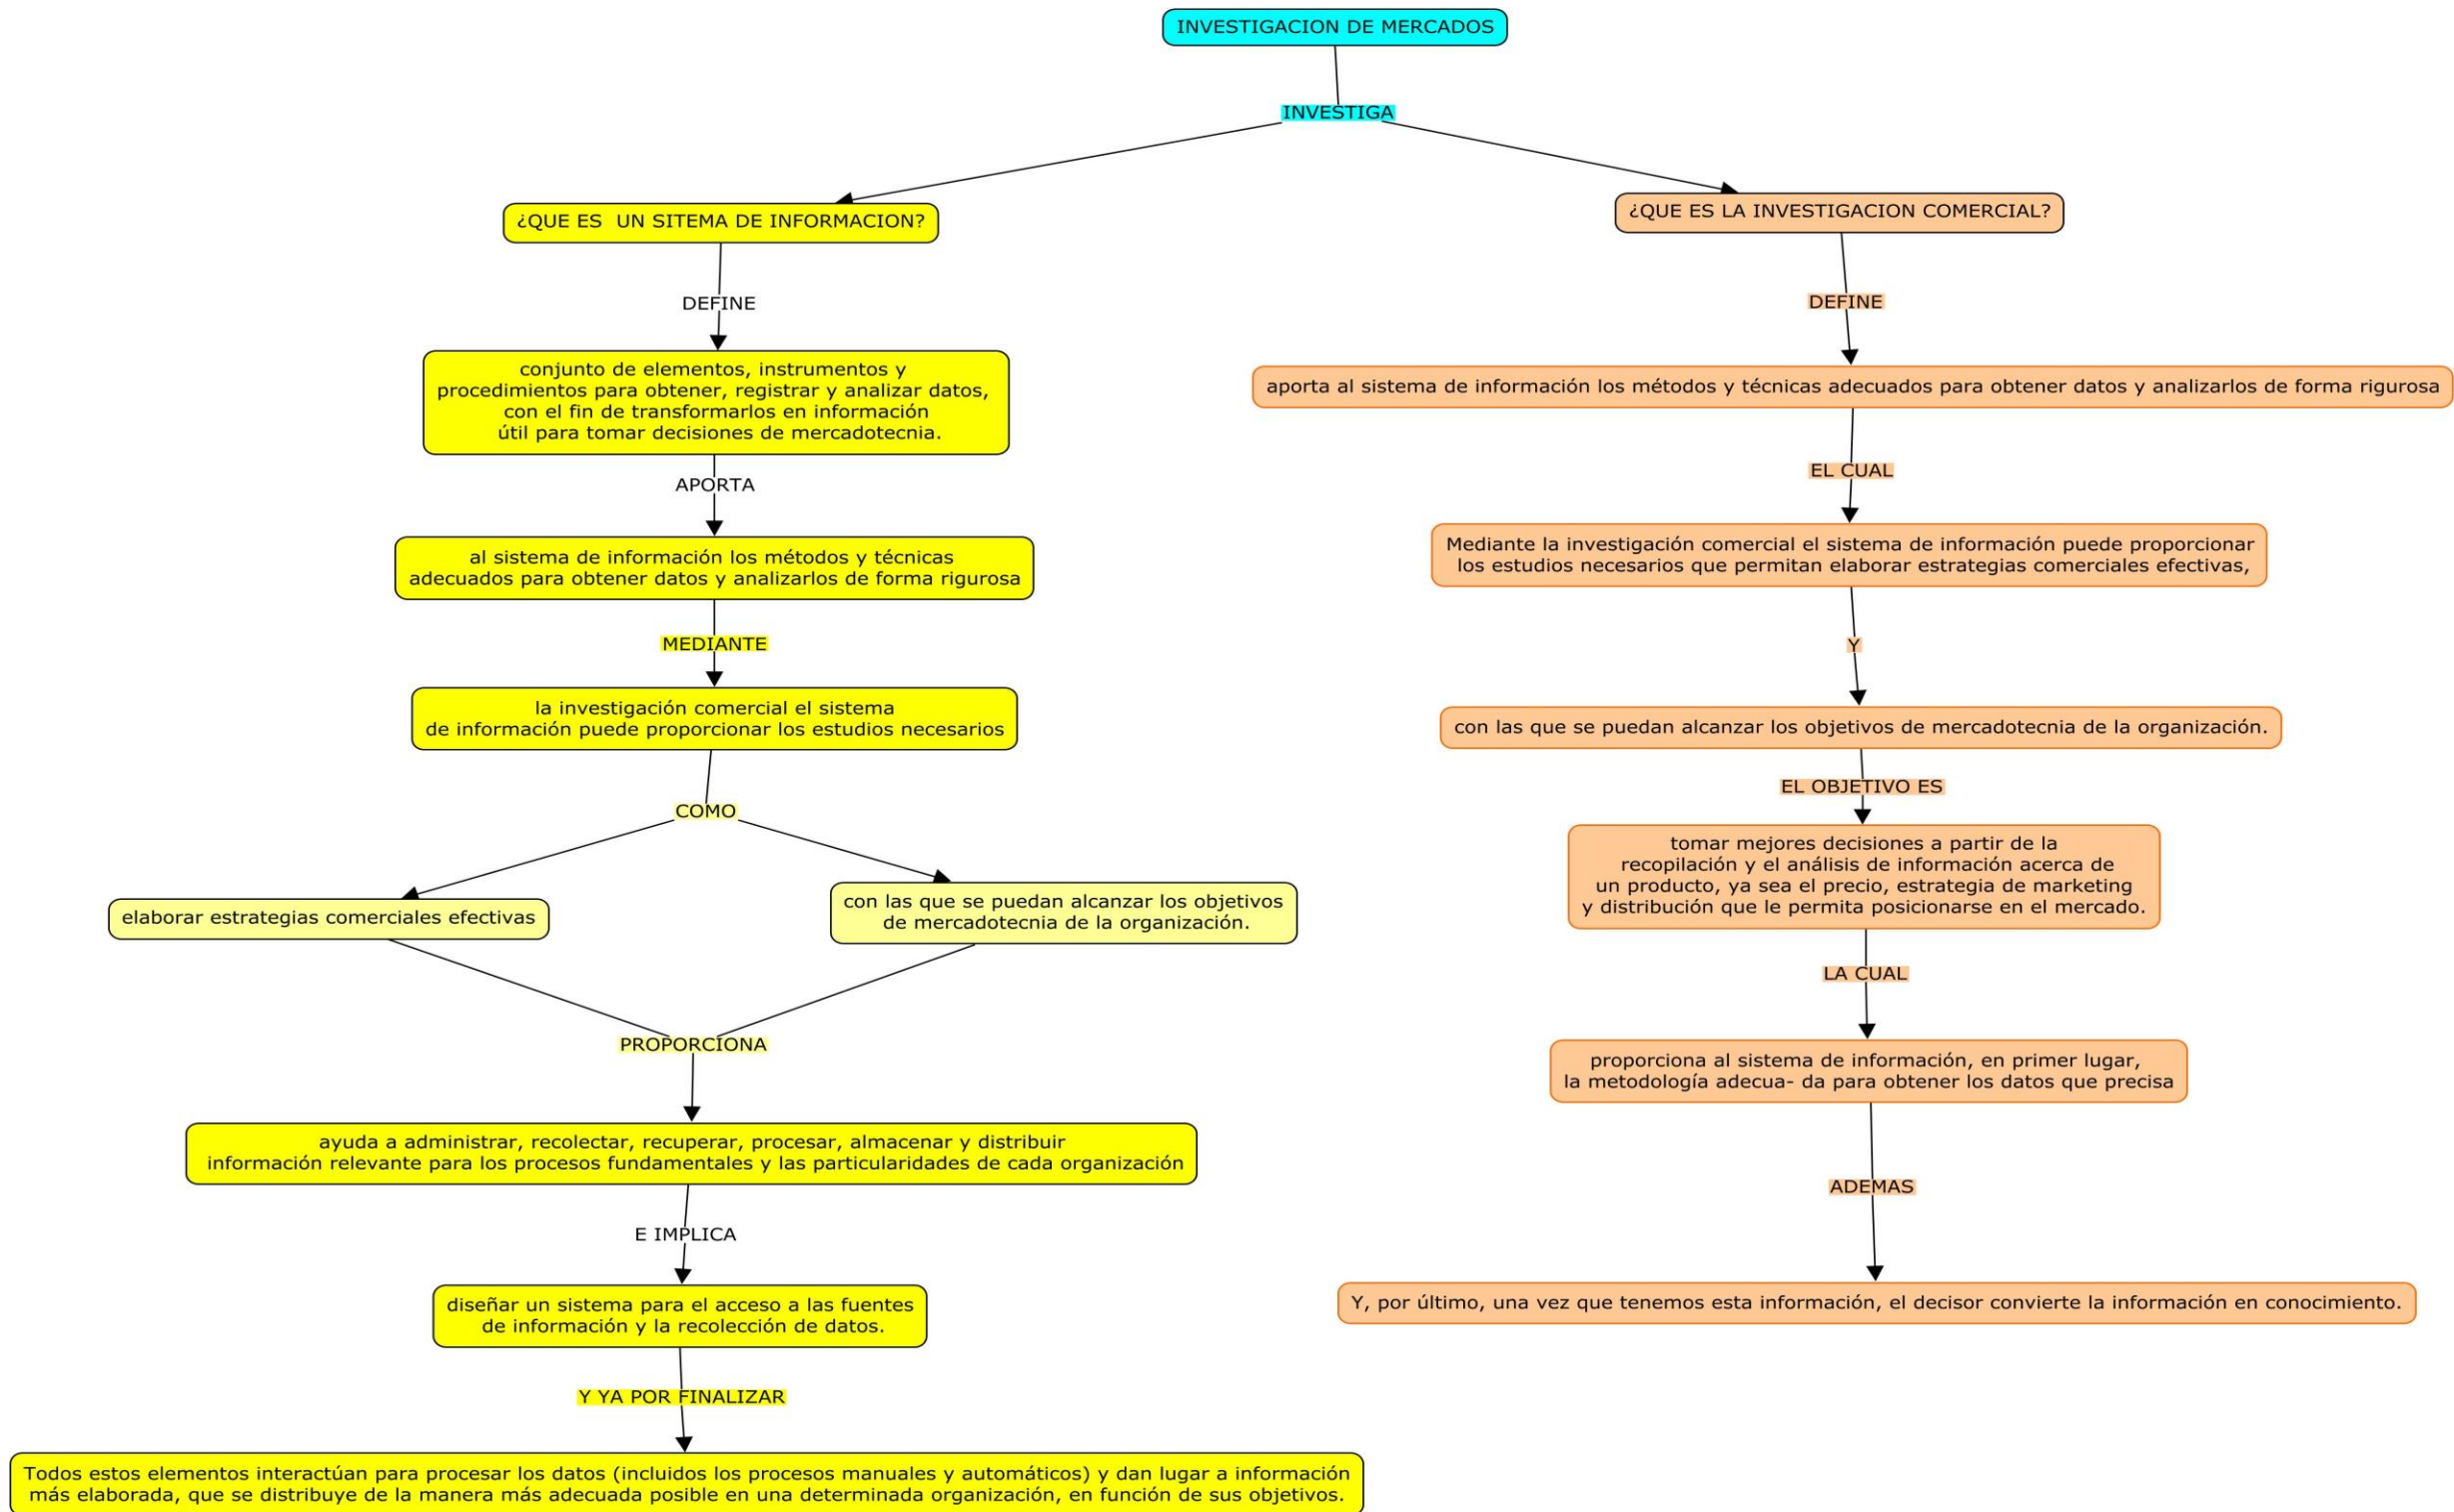 INVESTIGACION DE MERCADOS
INVESTIGA
¿QUE ES  UN SITEMA DE INFORMACION?
DEFINE
conjunto de elementos, instrumentos y
procedimientos para obtener, registrar y analizar datos,
con el fin de transformarlos en información
útil para tomar decisiones de mercadotecnia.
APORTA
al sistema de información los métodos y técnicas
adecuados para obtener datos y analizarlos de forma rigurosa
MEDIANTE
la investigación comercial el sistema
de información puede proporcionar los estudios necesarios
COMO
elaborar estrategias comerciales efectivas
con las que se puedan alcanzar los objetivos
de mercadotecnia de la organización.
PROPORCIONA
ayuda a administrar, recolectar, recuperar, procesar, almacenar y distribuir
información relevante para los procesos fundamentales y las particularidades de cada organización
E IMPLICA
diseñar un sistema para el acceso a las fuentes
de información y la recolección de datos.
Y YA POR FINALIZAR
Todos estos elementos interactúan para procesar los datos (incluidos los procesos manuales y automáticos) y dan lugar a información
más elaborada, que se distribuye de la manera más adecuada posible en una determinada organización, en función de sus objetivos.
¿QUE ES LA INVESTIGACION COMERCIAL?
DEFINE
aporta al sistema de información los métodos y técnicas adecuados para obtener datos y analizarlos de forma rigurosa
EL CUAL
Mediante la investigación comercial el sistema de información puede proporcionar
los estudios necesarios que permitan elaborar estrategias comerciales efectivas,
Y
con las que se puedan alcanzar los objetivos de mercadotecnia de la organización.
EL OBJETIVO ES
tomar mejores decisiones a partir de la
recopilación y el análisis de información acerca de
un producto, ya sea el precio, estrategia de marketing
y distribución que le permita posicionarse en el mercado.
LA CUAL
proporciona al sistema de información, en primer lugar,
la metodología adecua- da para obtener los datos que precisa
ADEMAS
Y, por último, una vez que tenemos esta información, el decisor convierte la información en conocimiento.